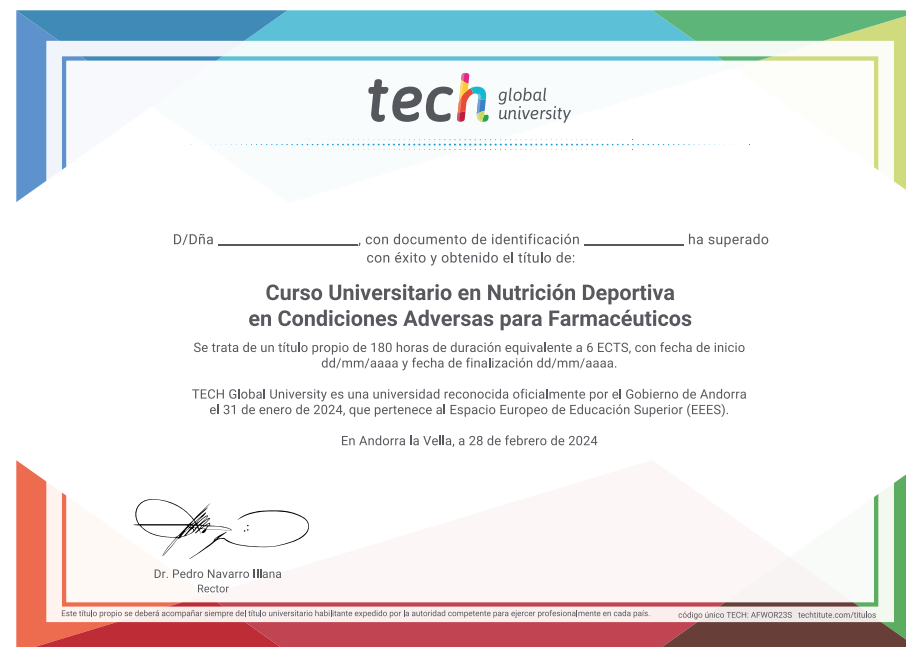 tech global
university
D/Dña ____________________, con documento de identificación ______________ ha superado
con éxito y obtenido el título de:
Curso Universitario en Nutrición Deportiva
en Condiciones Adversas para Farmacéuticos
Se trata de un título propio de 180 horas de duración equivalente a 6 ECTS, con fecha de inicio
dd/mm/aaaa y fecha de finalización dd/mm/aaaa.
TECH Global University es una universidad reconocida oficialmente por el Gobierno de Andorra
el 31 de enero de 2024, que pertenece al Espacio Europeo de Educación Superior (EEES).
En Andorra la Vella, a 28 de febrero de 2024
Dr. Pedro Navarro Illana
Rector
Este título propio se deberá acompañar siempre del título universitario habilitante expedido por la autoridad competente para ejercer profesionalmente en cada país.
código único TECH: AFWOR23S techtitute.com/titulos